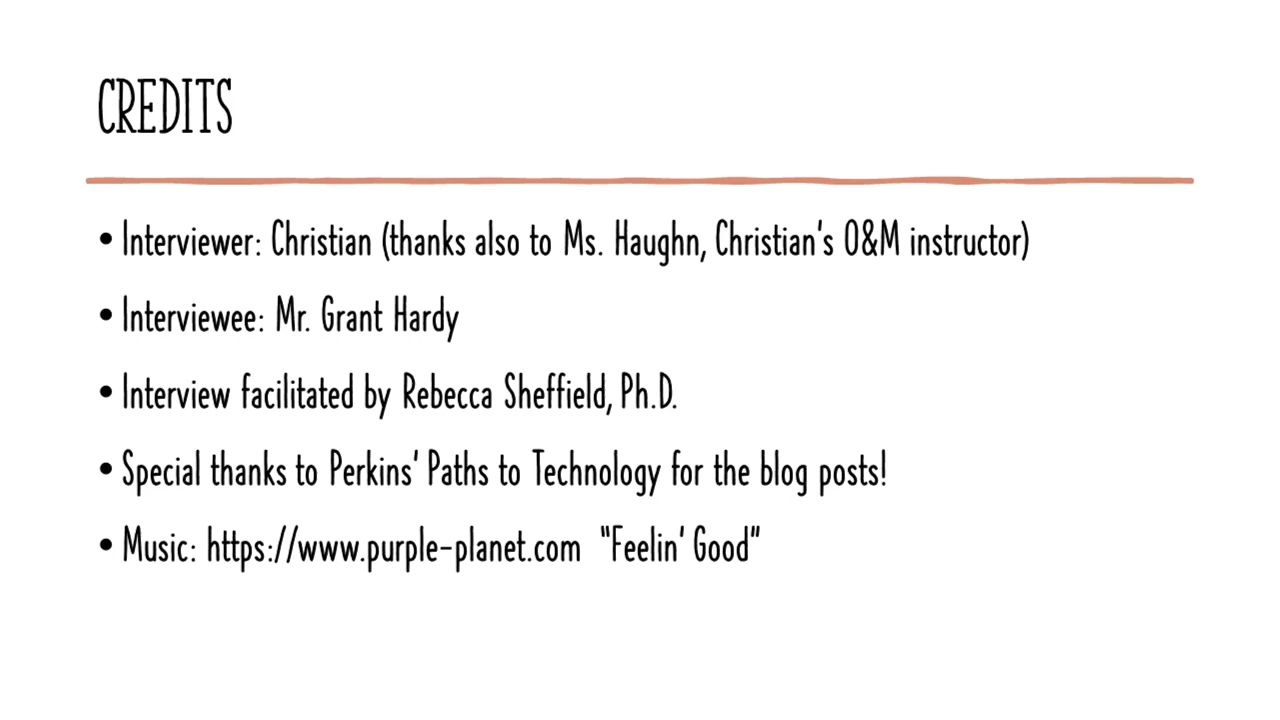 CREDITS
• Interviewer: Christian (thanks also to Ms. Haughn, Christian's O&M instructor)
• Interviewee: Mr. Grant Hardy
• Interview facilitated by Rebecca Sheffield, Ph.D.
• Special thanks to Perkins' Paths to Technology for the blog posts!
• Music: https://www.purple-planet.com "Feelin' Good"